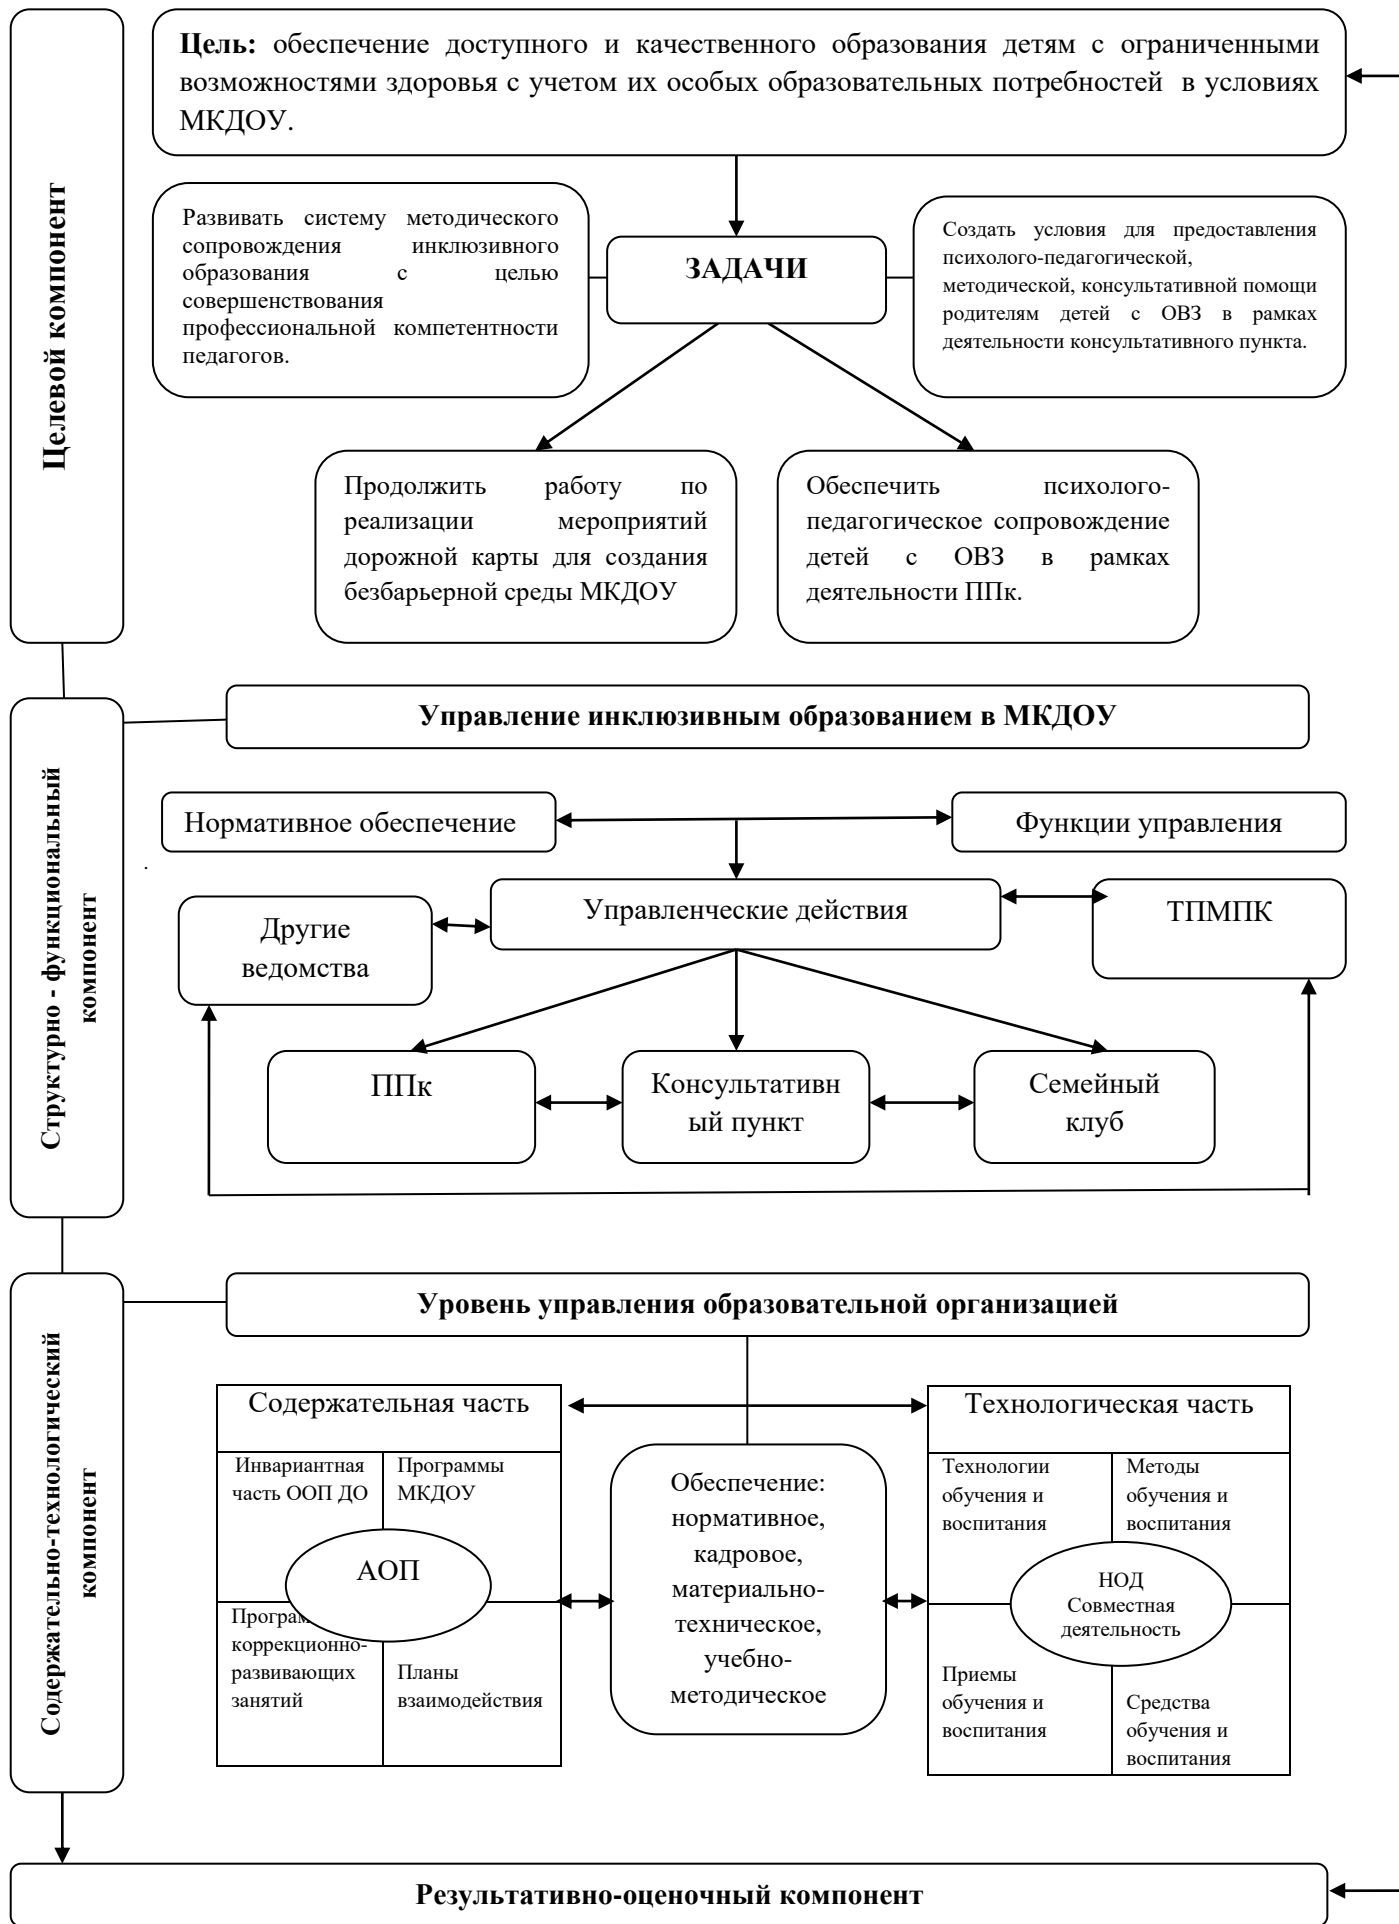 Целевой компонент
Цель: обеспечение доступного и качественного образования детям с ограниченными
возможностями здоровья с учетом их особых образовательных потребностей в условиях
МКДОУ.
Развивать систему методического
сопровождения инклюзивного
образования с целью
совершенствования
профессиональной компетентности
педагогов.
ЗАДАЧИ
Создать условия для предоставления
психолого-педагогической,
методической, консультативной помощи
родителям детей с ОВЗ в рамках
деятельности консультативного пункта.
Продолжить работу по
реализации мероприятий
дорожной карты для создания
безбарьерной среды МКДОУ
Обеспечить психолого-
педагогическое сопровождение
детей с ОВЗ в рамках
деятельности ППк.
Структурно - функциональный
компонент
Управление инклюзивным образованием в МКДОУ
Нормативное обеспечение
Функции управления
.
Другие
ведомства
Управленческие действия
ТПМПК
ППк
Консультативн
ый пункт
Семейный
клуб
Содержательно-технологический
компонент
Уровень управления образовательной организацией
Содержательная часть
Инвариантная
часть ООП ДО
Программы
МКДОУ
АОП
Програм
коррекционно-
развивающих
занятий
Планы
взаимодействия
Обеспечение:
нормативное,
кадровое,
материально-
техническое,
учебно-
методическое
Технологическая часть
Технологии
обучения и
воспитания
Методы
обучения и
воспитания
НОД
Совместная
деятельность
Приемы
обучения и
воспитания
Средства
обучения и
воспитания
Результативно-оценочный компонент